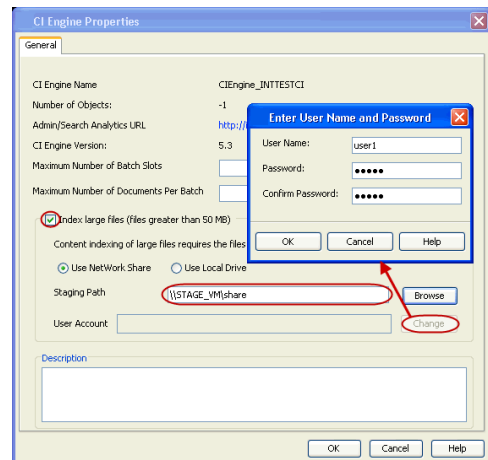 CI Engine Properties
General
CI Engine Name CIEngine_INTTESTCI
Number of Objects: -1
Admin/Search Analytics URL http://
CI Engine Version: 5.3
Maximum Number of Batch Slots
Maximum Number of Documents Per Batch
Enter User Name and Password
User Name: user1
Password: •••••
Confirm Password: •••••
OK Cancel Help
Index large files (files greater than 50 MB)
Content indexing of large files requires the files
Use NetWork Share Use Local Drive
Staging Path \\STAGE_VM\share Browse
User Account Change
Description
OK Cancel Help